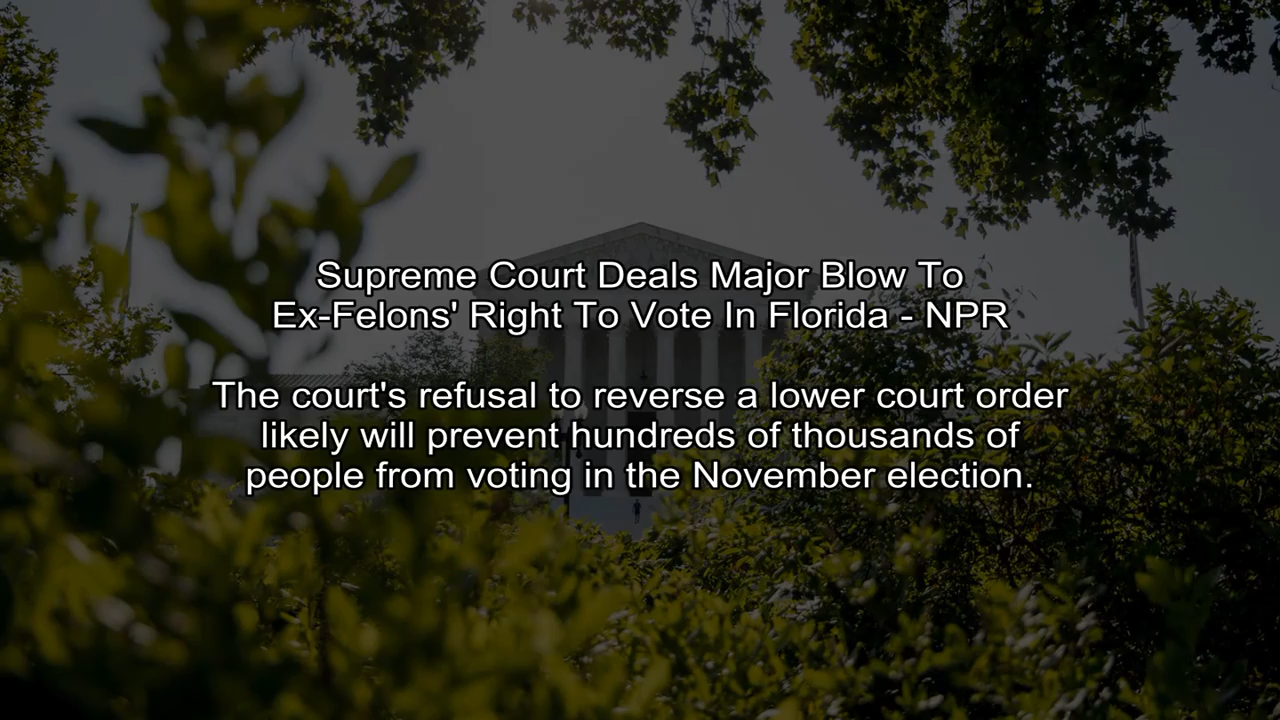 Supreme Court Deals Major Blow To
Ex-Felons' Right To Vote In Florida - NPR
The court's refusal to reverse a lower court order
likely will prevent hundreds of thousands of
people from voting in the November election.